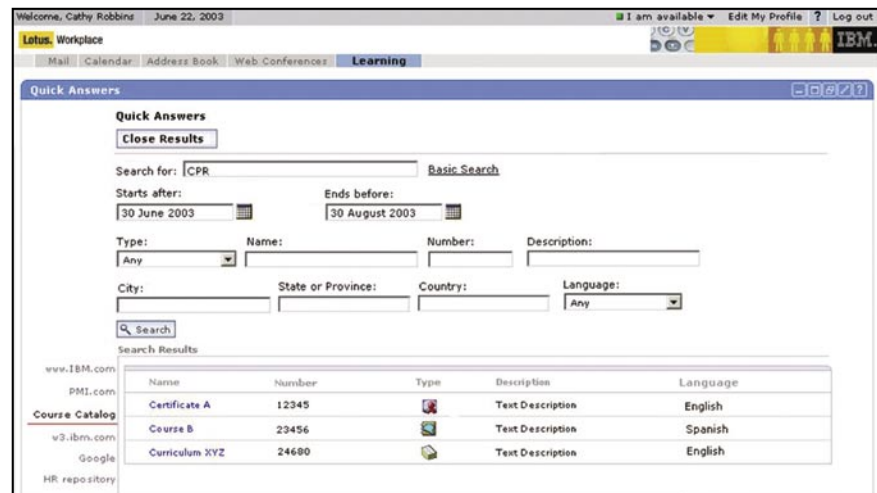 Welcome, Cathy Robbins June 22, 2003 I am available Edit My Profile ? Log out
Lotus. Workplace IBM.
Mail Calendar Address Book Web Conferences Learning
Quick Answers
Quick Answers
Close Results
Search for: CPR Basic Search
Starts after: Ends before:
30 June 2003 30 August 2003
Type: Name: Number: Description:
Any
City: State or Province: Country: Language:
Any
Search
Search Results
www.IBM.com
PMI.com
Course Catalog
v3.ibm.com
Google
HR repository
Name Number Type Description Language
Certificate A 12345 Text Description English
Course B 23456 Text Description Spanish
Curriculum XYZ 24680 Text Description English